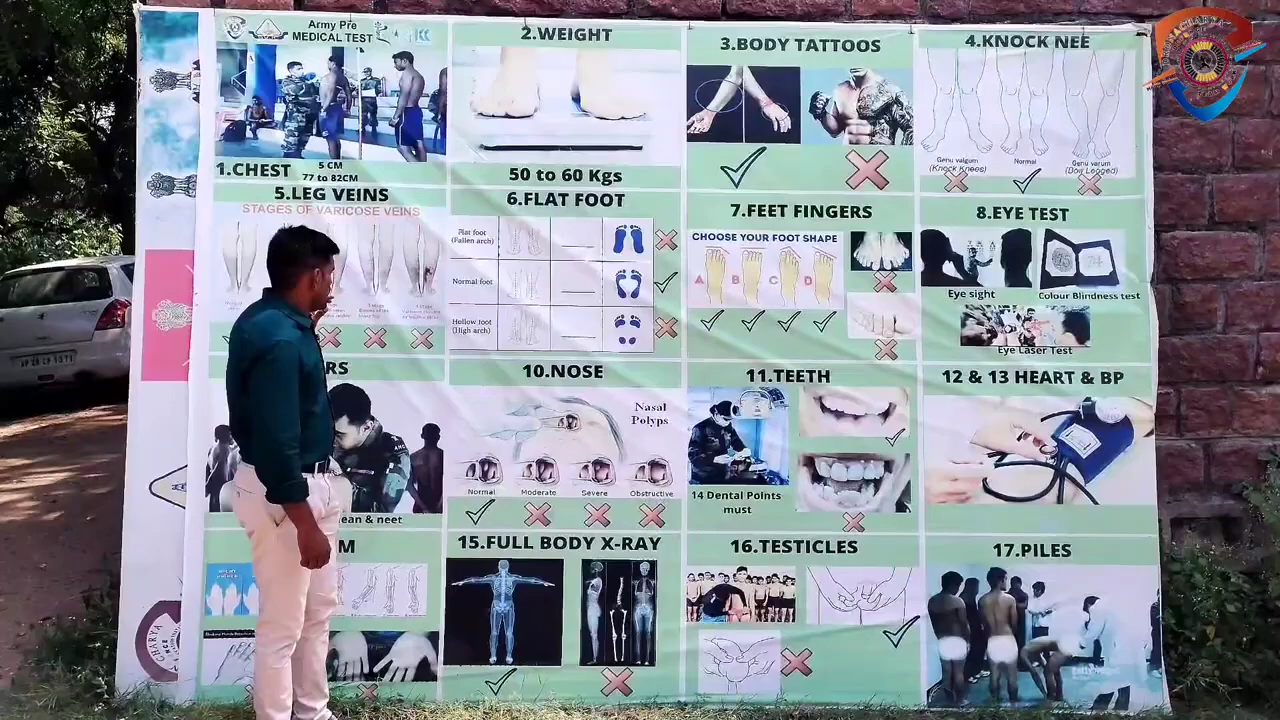 Army Pre
MEDICAL TEST
1.CHEST
5 CM
77 to 82CM
2.WEIGHT
50 to 60 Kgs
3.BODY TATTOOS
4.KNOCK NEE
Genu valgum
(Knock Knees)
Normal
Genu varum
(Bow Legged)
5.LEG VEINS
STAGES OF VARICOSE VEINS
6.FLAT FOOT
Flat foot
(Fallen arch)
Normal foot
Hollow foot
(High arch)
7.FEET FINGERS
CHOOSE YOUR FOOT SHAPE
A B C D
8.EYE TEST
Eye sight
Colour Blindness test
Eye Laser Test
RS
ean & neet
10.NOSE
Nasal
Polyps
Normal
Moderate
Severe
Obstructive
11.TEETH
14 Dental Points
must
12 & 13 HEART & BP
M
15.FULL BODY X-RAY
16.TESTICLES
17.PILES
CHARYA